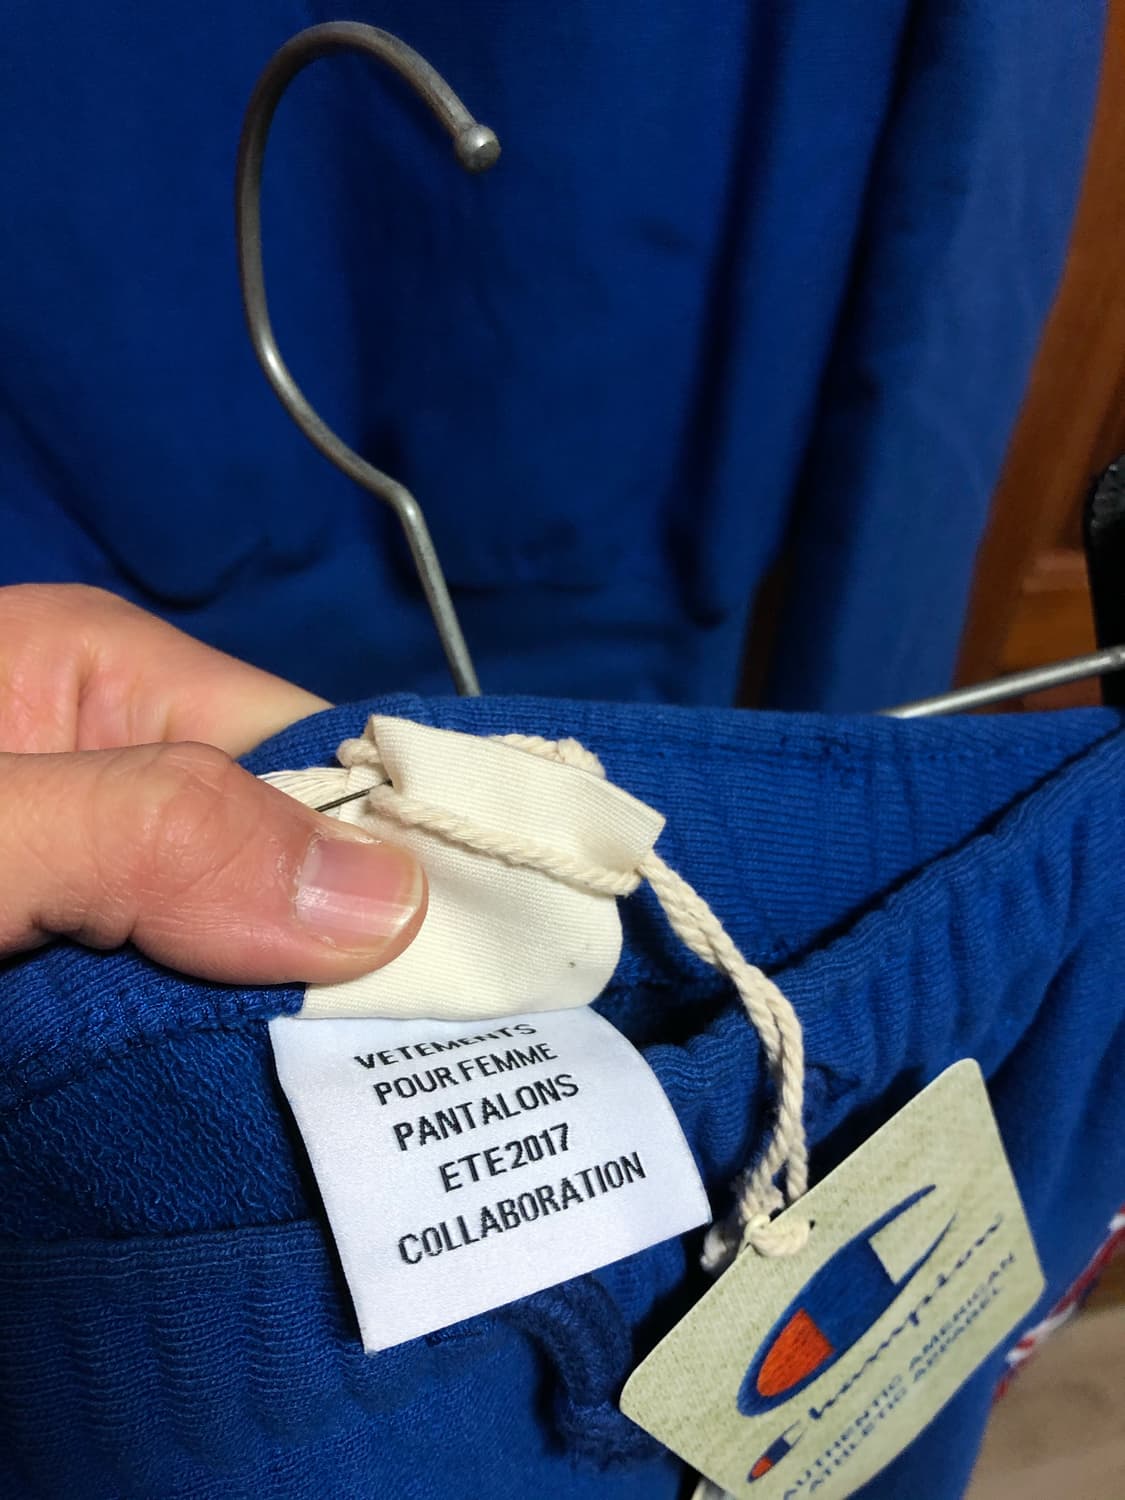 VETEMENTS
POUR FEMME
PANTALONS
ETE2017
COLLABORATION
Champion
AUTHENTIC AMERICAN
ATHLETIC APPAREL